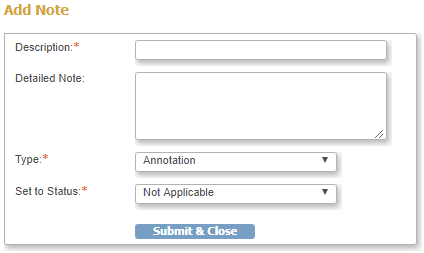 Add Note
Description:*
Detailed Note:
Type:* Annotation
Set to Status:* Not Applicable
Submit & Close